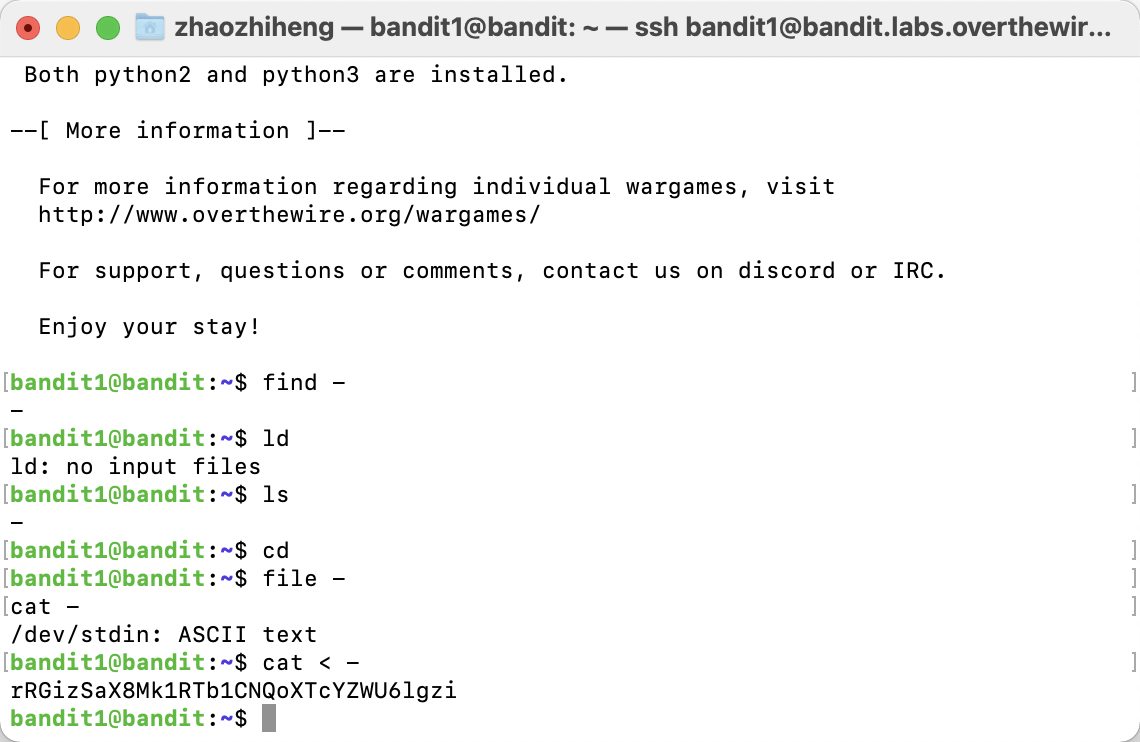 zhaozhiheng — bandit1@bandit: ~ — ssh bandit1@bandit.labs.overthewir...
Both python2 and python3 are installed.
--[ More information ]--
For more information regarding individual wargames, visit
http://www.overthewire.org/wargames/
For support, questions or comments, contact us on discord or IRC.
Enjoy your stay!
[bandit1@bandit:~$ find - ]
-
[bandit1@bandit:~$ ld ]
ld: no input files
[bandit1@bandit:~$ ls ]
-
[bandit1@bandit:~$ cd ]
[bandit1@bandit:~$ file - ]
[cat - ]
/dev/stdin: ASCII text
[bandit1@bandit:~$ cat < - ]
rRGizSaX8Mk1RTb1CNQoXTcYZWU6lgzi
bandit1@bandit:~$